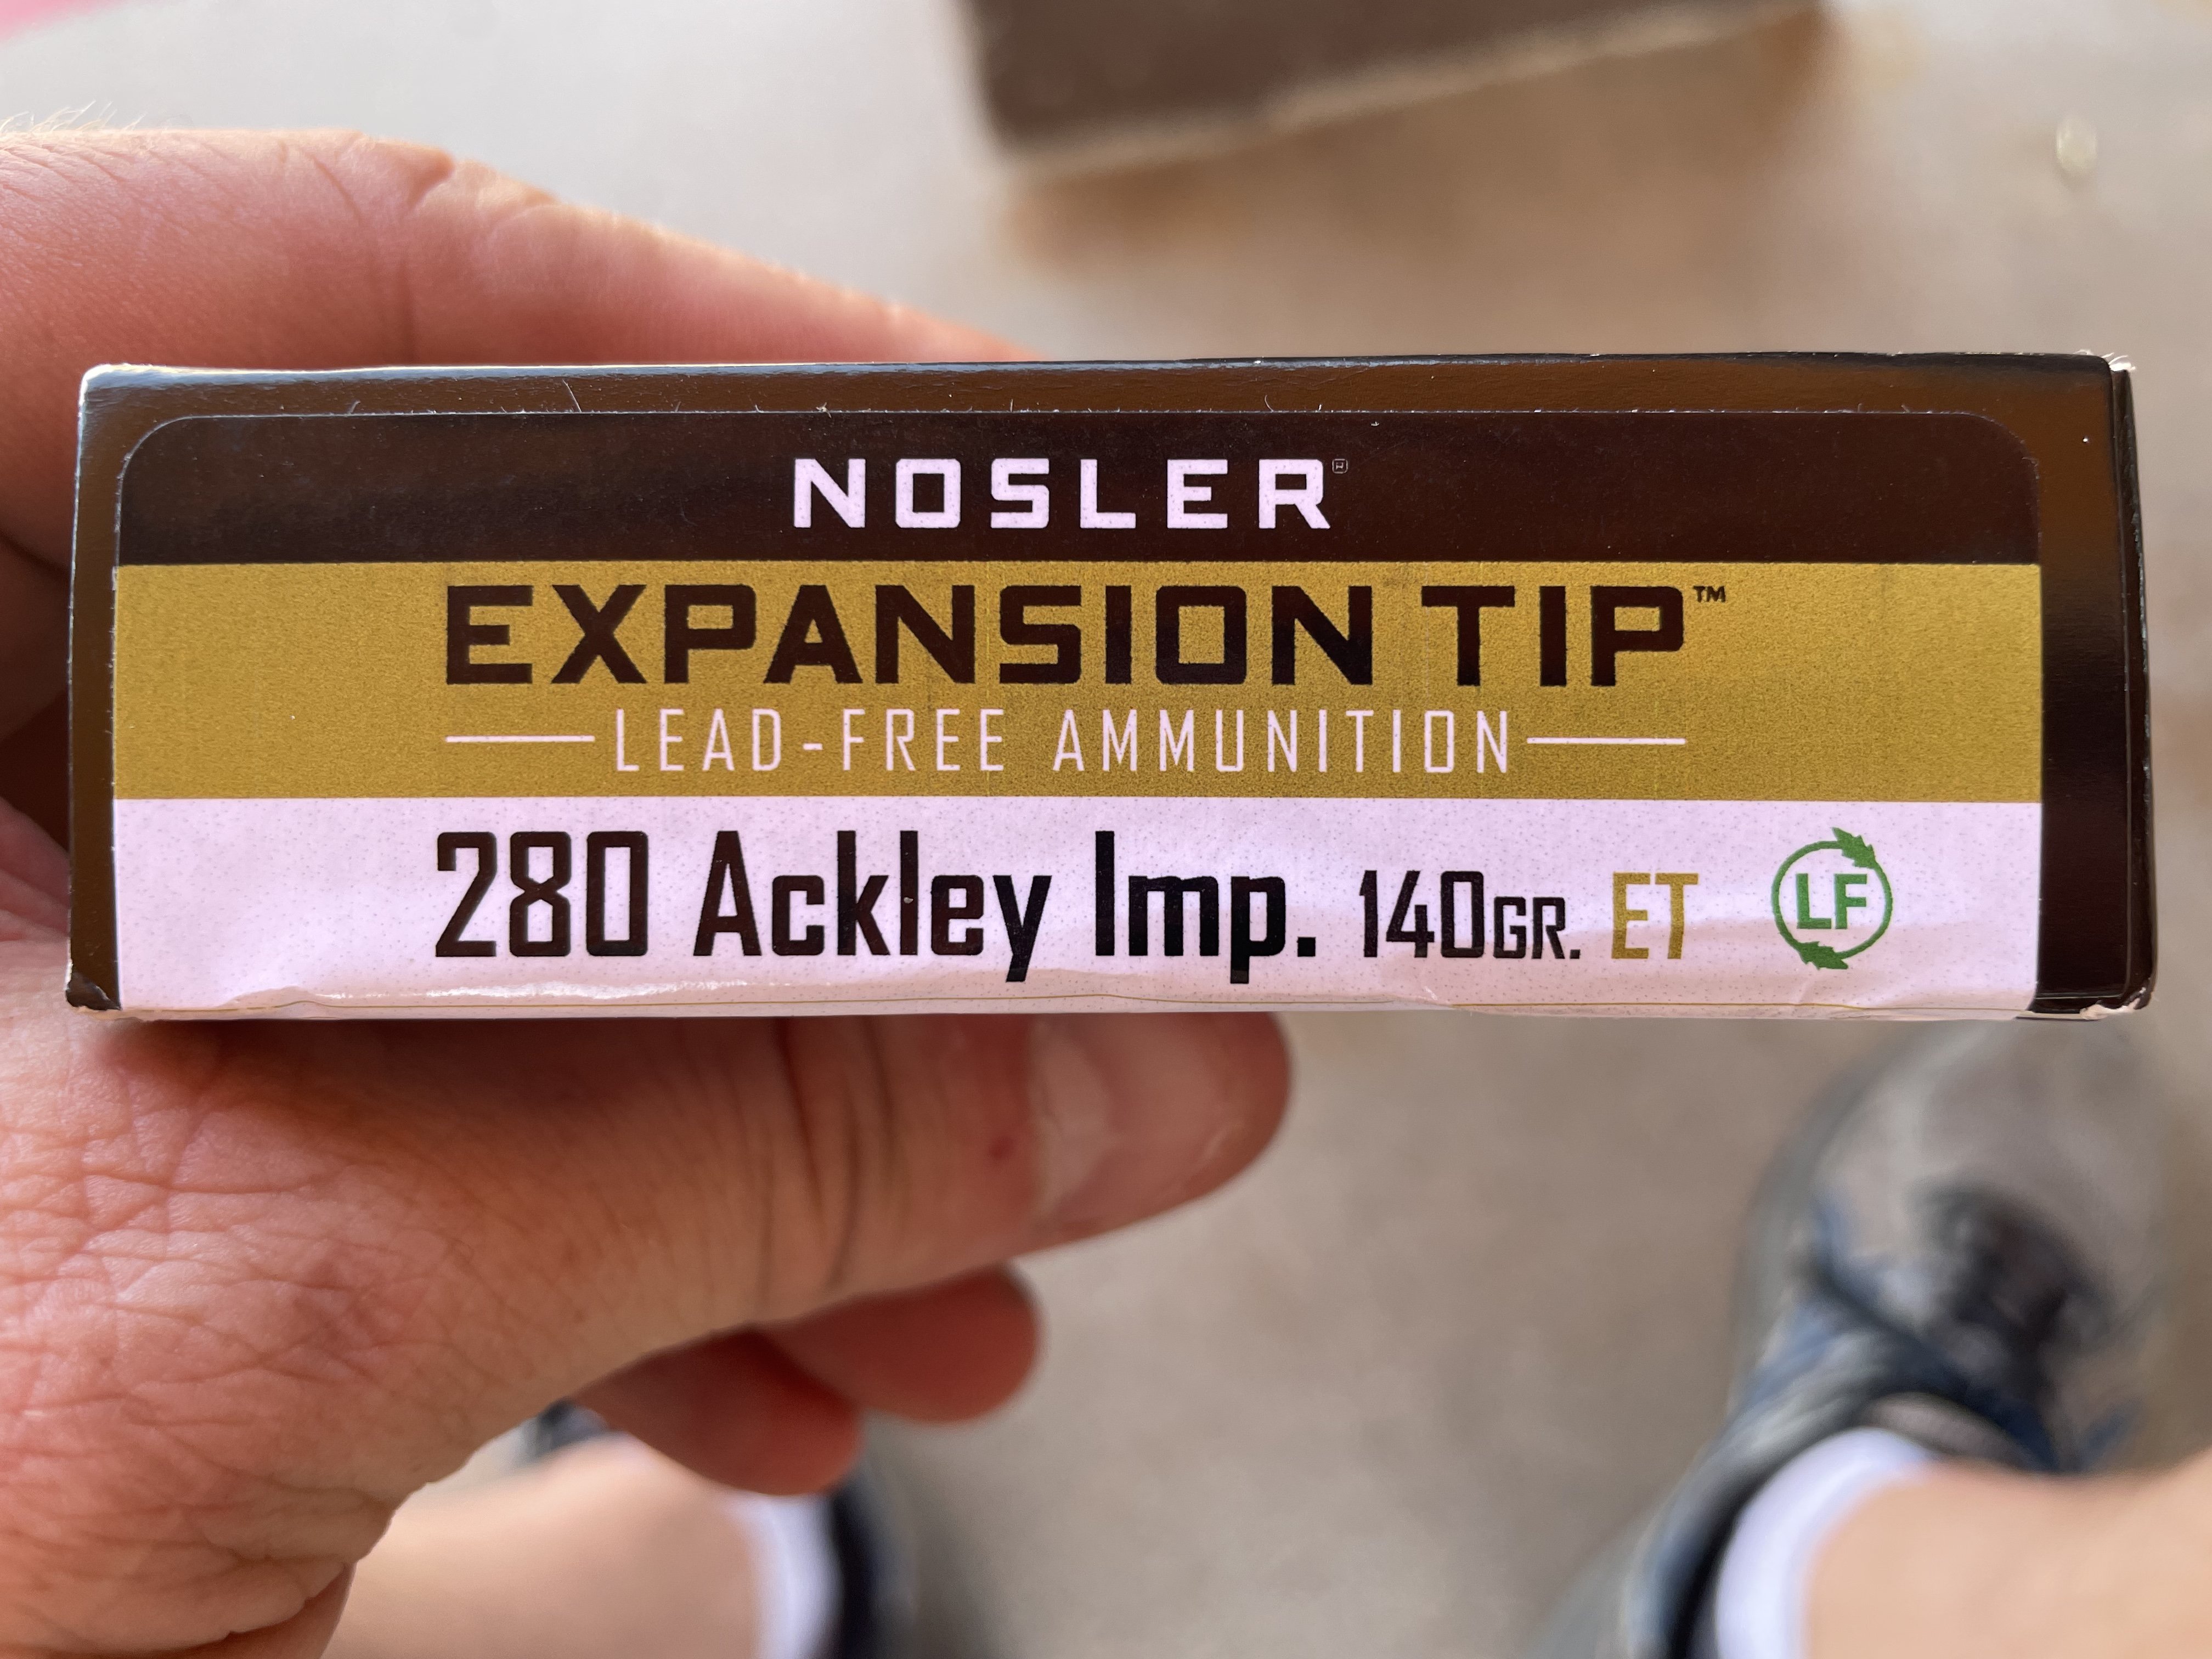 NOSLER®
EXPANSION TIP™
LEAD-FREE AMMUNITION
280 Ackley Imp. 140GR. ET LF